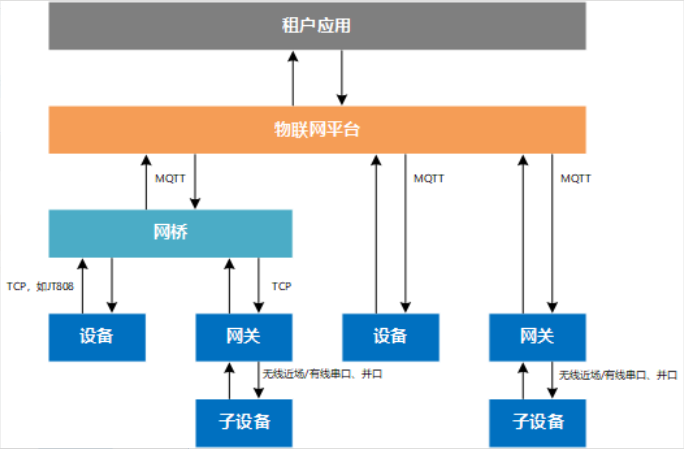 租户应用
物联网平台
MQTT
MQTT
MQTT
网桥
TCP，如JT808
TCP
设备
网关
设备
网关
无线近场/有线串口、并口
无线近场/有线串口、并口
子设备
子设备